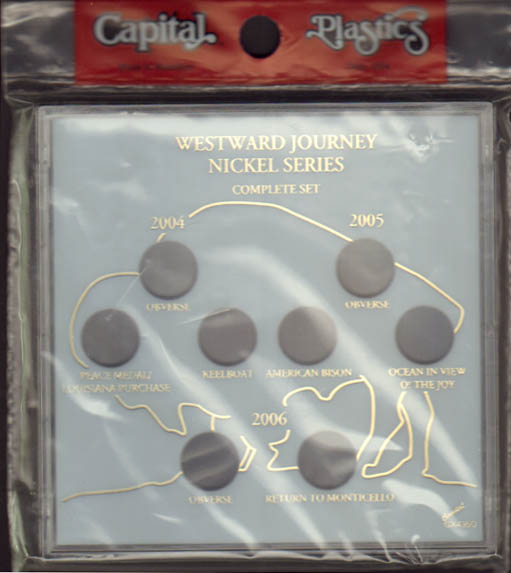 Capital Plastics
WESTWARD JOURNEY
NICKEL SERIES
COMPLETE SET
2004 2005
OBVERSE OBVERSE
PEACE MEDAL/ KEELBOAT AMERICAN BISON OCEAN IN VIEW
LOUISIANA PURCHASE O! THE JOY
2006
OBVERSE RETURN TO MONTICELLO